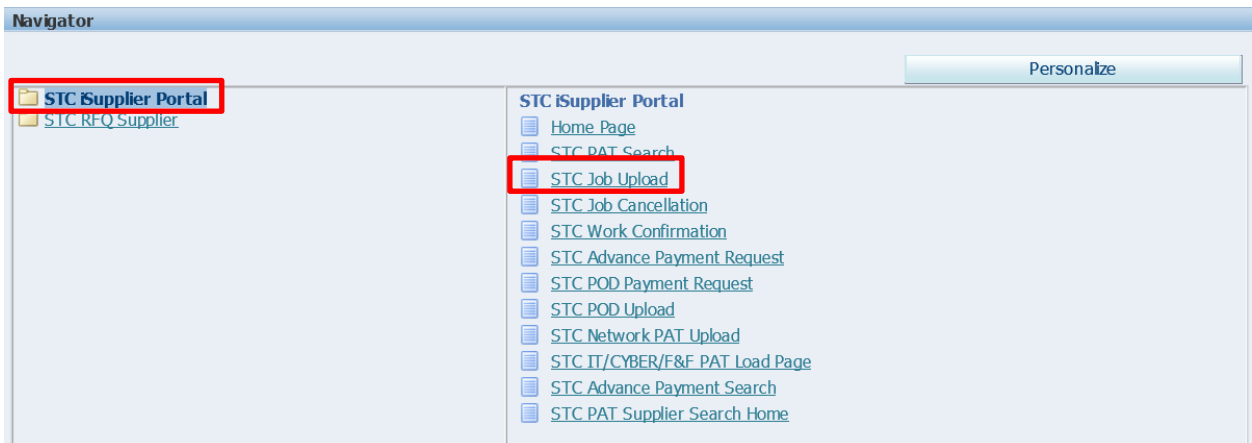 Navigator
Personalize
STC iSupplier Portal
STC RFQ Supplier
STC iSupplier Portal
Home Page
STC PAT Search
STC Job Upload
STC Job Cancellation
STC Work Confirmation
STC Advance Payment Request
STC POD Payment Request
STC POD Upload
STC Network PAT Upload
STC IT/CYBER/F&F PAT Load Page
STC Advance Payment Search
STC PAT Supplier Search Home